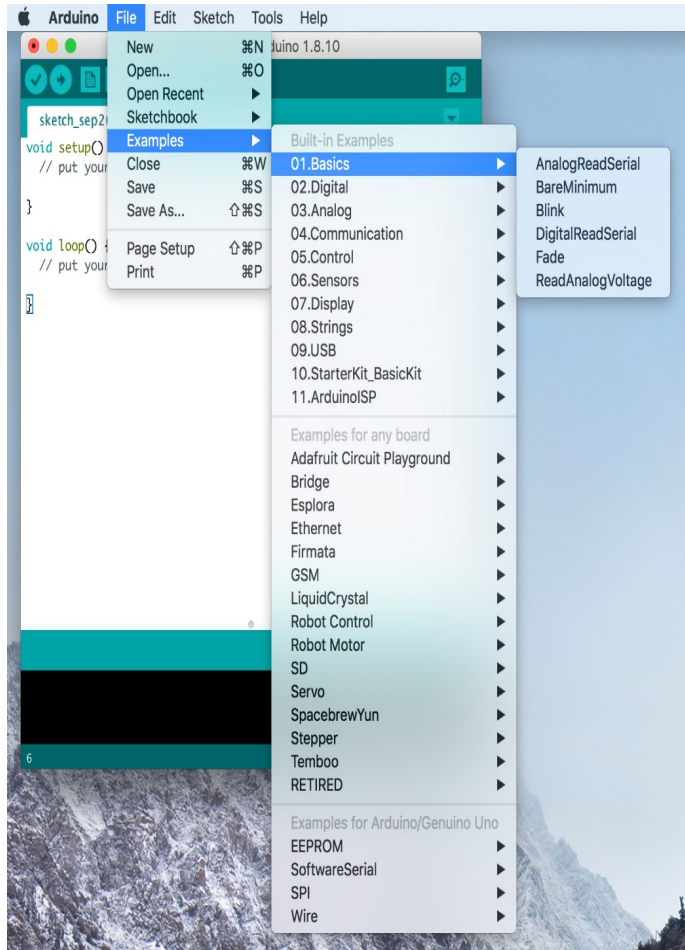 Arduino File Edit Sketch Tools Help
duino 1.8.10
New ⌘N
Open... ⌘O
Open Recent
Sketchbook
Examples
Close ⌘W
Save ⌘S
Save As... ⇧⌘S
Page Setup ⇧⌘P
Print ⌘P
sketch_sep2
void setup()
// put your
}
void loop() {
// put your
}
6
Built-in Examples
01.Basics
02.Digital
03.Analog
04.Communication
05.Control
06.Sensors
07.Display
08.Strings
09.USB
10.StarterKit_BasicKit
11.ArduinoISP
Examples for any board
Adafruit Circuit Playground
Bridge
Esplora
Ethernet
Firmata
GSM
LiquidCrystal
Robot Control
Robot Motor
SD
Servo
SpacebrewYun
Stepper
Temboo
RETIRED
Examples for Arduino/Genuino Uno
EEPROM
SoftwareSerial
SPI
Wire
AnalogReadSerial
BareMinimum
Blink
DigitalReadSerial
Fade
ReadAnalogVoltage